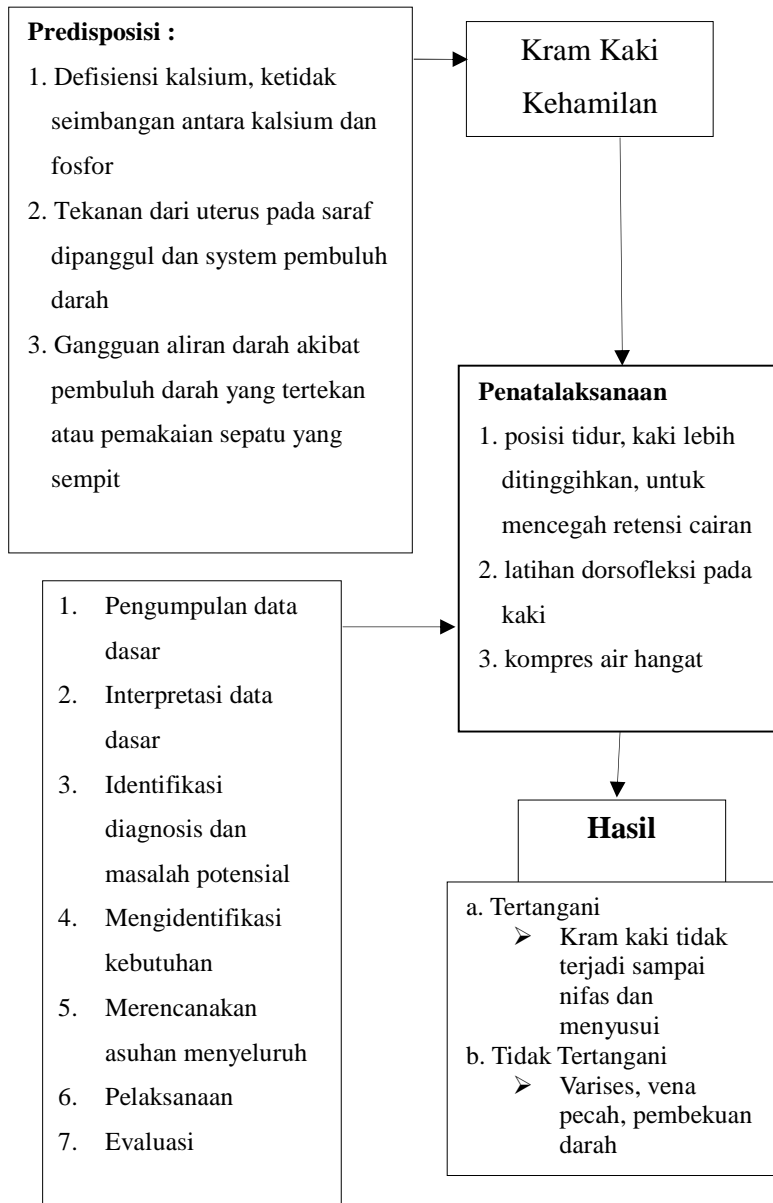 Predisposisi :
1. Defisiensi kalsium, ketidak
seimbangan antara kalsium dan
fosfor
2. Tekanan dari uterus pada saraf
dipanggul dan system pembuluh
darah
3. Gangguan aliran darah akibat
pembuluh darah yang tertekan
atau pemakaian sepatu yang
sempit
Kram Kaki
Kehamilan
Penatalaksanaan
1. posisi tidur, kaki lebih
ditinggihkan, untuk
mencegah retensi cairan
2. latihan dorsofleksi pada
kaki
3. kompres air hangat
1. Pengumpulan data
dasar
2. Interpretasi data
dasar
3. Identifikasi
diagnosis dan
masalah potensial
4. Mengidentifikasi
kebutuhan
5. Merencanakan
asuhan menyeluruh
6. Pelaksanaan
7. Evaluasi
Hasil
a. Tertangani
➢ Kram kaki tidak
terjadi sampai
nifas dan
menyusui
b. Tidak Tertangani
➢ Varises, vena
pecah, pembekuan
darah